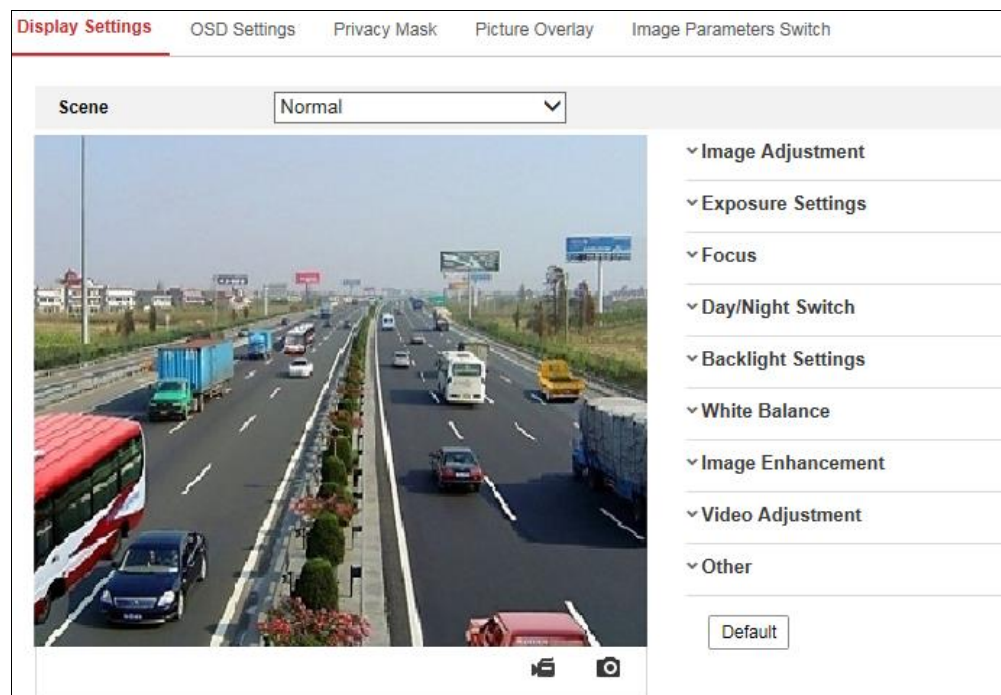 Display Settings OSD Settings Privacy Mask Picture Overlay Image Parameters Switch
Scene Normal
Image Adjustment
Exposure Settings
Focus
Day/Night Switch
Backlight Settings
White Balance
Image Enhancement
Video Adjustment
Other
Default